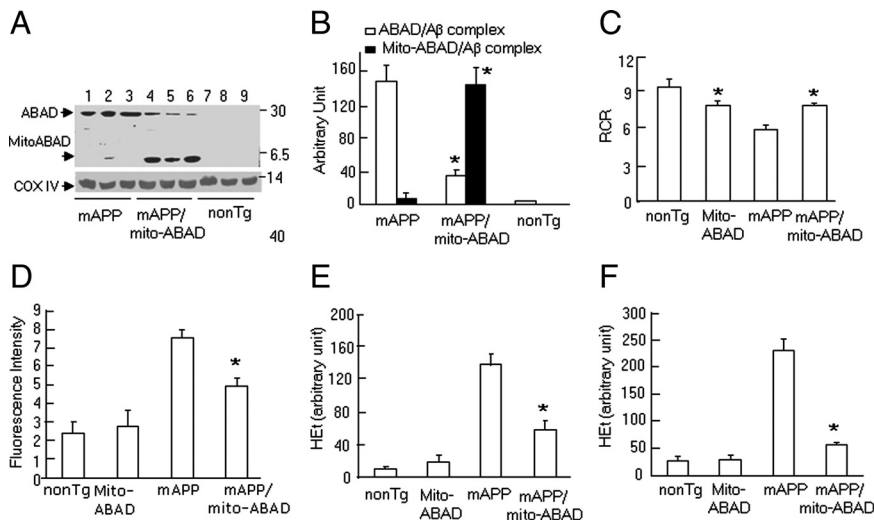 A
1 2 3 4 5 6 7 8 9
ABAD
30
MitoABAD
6.5
COX IV
14
mAPP
mAPP/
mito-ABAD
nonTg
40
B
ABAD/Aβ complex
Mito-ABAD/Aβ complex
Arbitrary Unit
160
120
80
40
0
*
*
mAPP
mAPP/
mito-ABAD
nonTg
C
RCR
12
9
6
3
0
*
*
nonTg
Mito-
ABAD
mAPP
mAPP/
mito-ABAD
D
Fluorescence Intensity
9
8
7
6
5
4
3
2
1
0
*
nonTg
Mito-
ABAD
mAPP
mAPP/
mito-ABAD
E
HEt (arbitrary unit)
200
160
120
80
40
0
*
nonTg
Mito-
ABAD
mAPP
mAPP/
mito-ABAD
F
HEt (arbitrary unit)
300
250
200
150
100
50
0
*
nonTg
Mito-
ABAD
mAPP
mAPP/
mito-ABAD